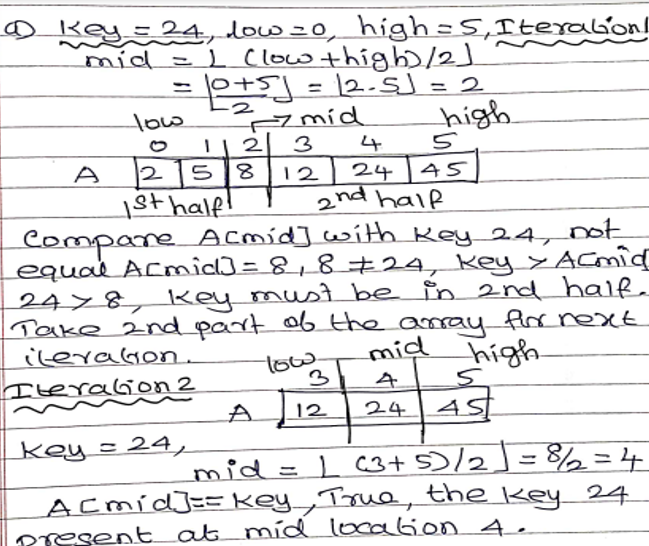 ① Key = 24, low = 0, high = 5, Iteration1
mid = ⌊ (low + high)/2⌋
= ⌊0+5/2⌋ = ⌊2.5⌋ = 2
low → mid high
0 1 2 3 4 5
A 2 5 8 12 24 45
1st half 2nd half
Compare A[mid] with Key 24, not
equal A[mid] = 8, 8 ≠ 24, Key > A[mid
24 > 8, Key must be in 2nd half.
Take 2nd part of the array for next
iteration.
low mid high
Iteration 2 3 4 5
A 12 24 45
Key = 24,
mid = ⌊ (3+5)/2 ⌋ = 8/2 = 4
A[mid] == Key, True, the Key 24
present at mid location 4.